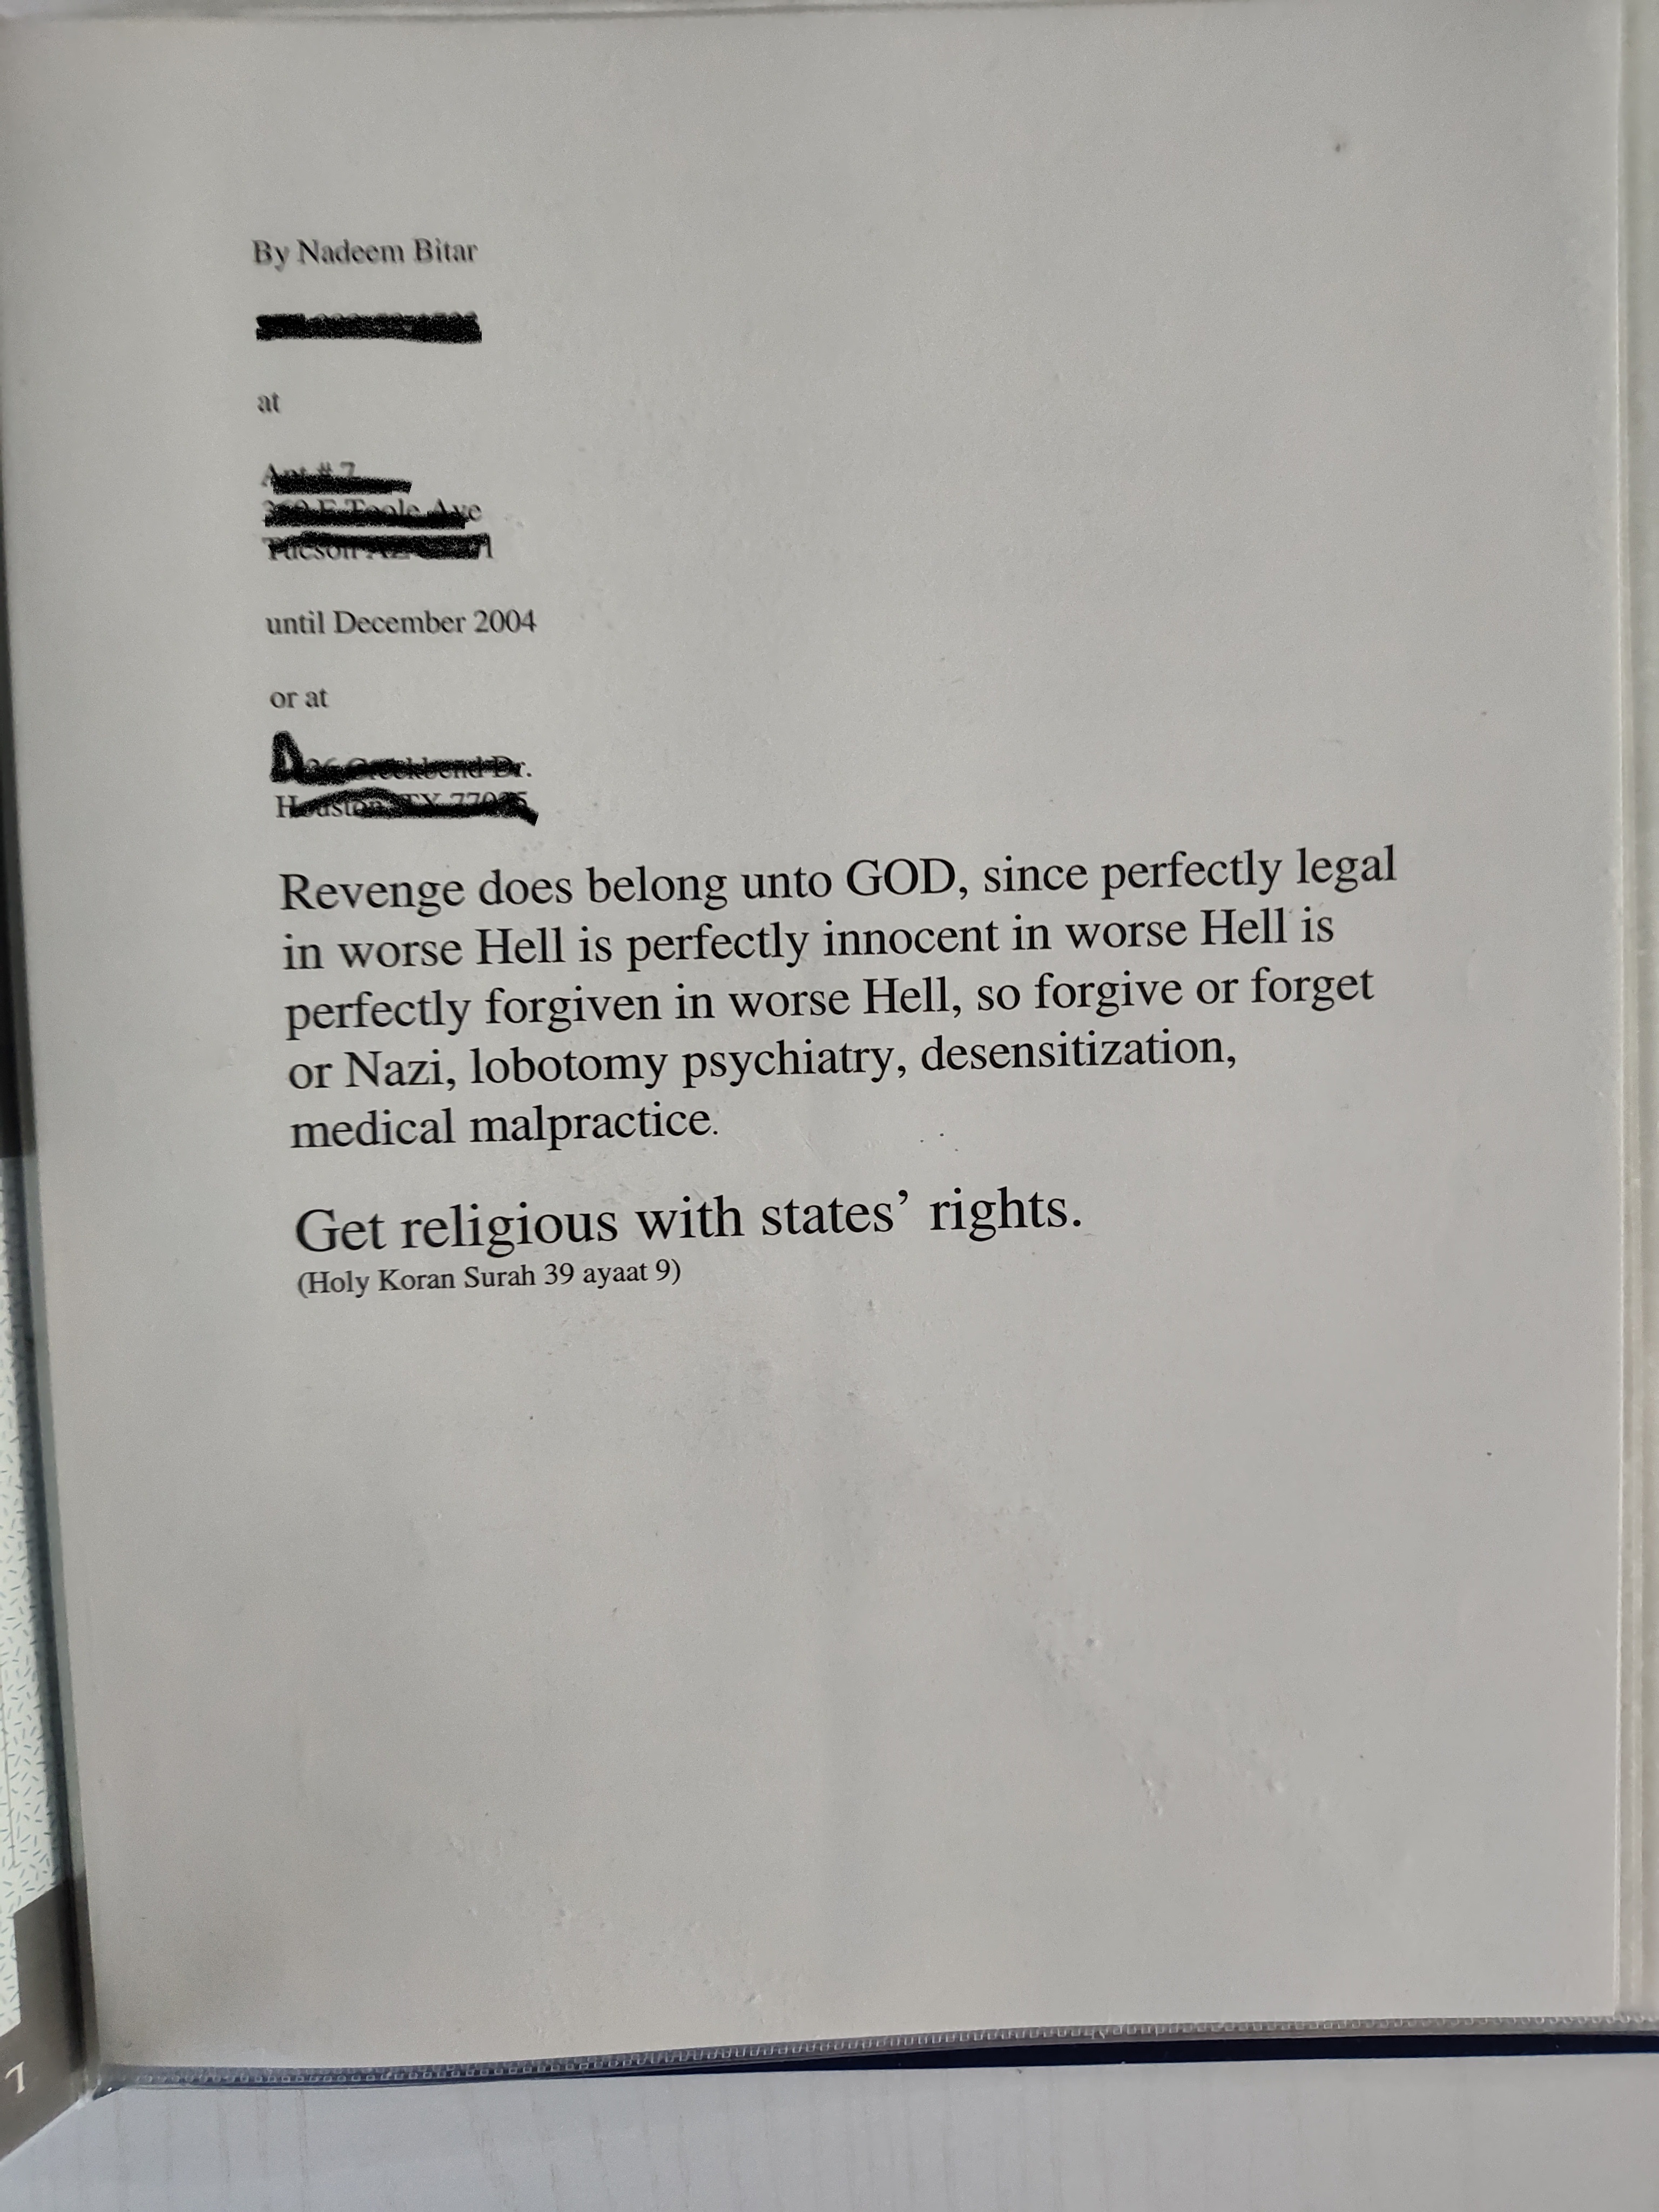 By Nadeem Bitar
at
until December 2004
or at
Revenge does belong unto GOD, since perfectly legal
in worse Hell is perfectly innocent in worse Hell is
perfectly forgiven in worse Hell, so forgive or forget
or Nazi, lobotomy psychiatry, desensitization,
medical malpractice.
Get religious with states’ rights.
(Holy Koran Surah 39 ayaat 9)
7